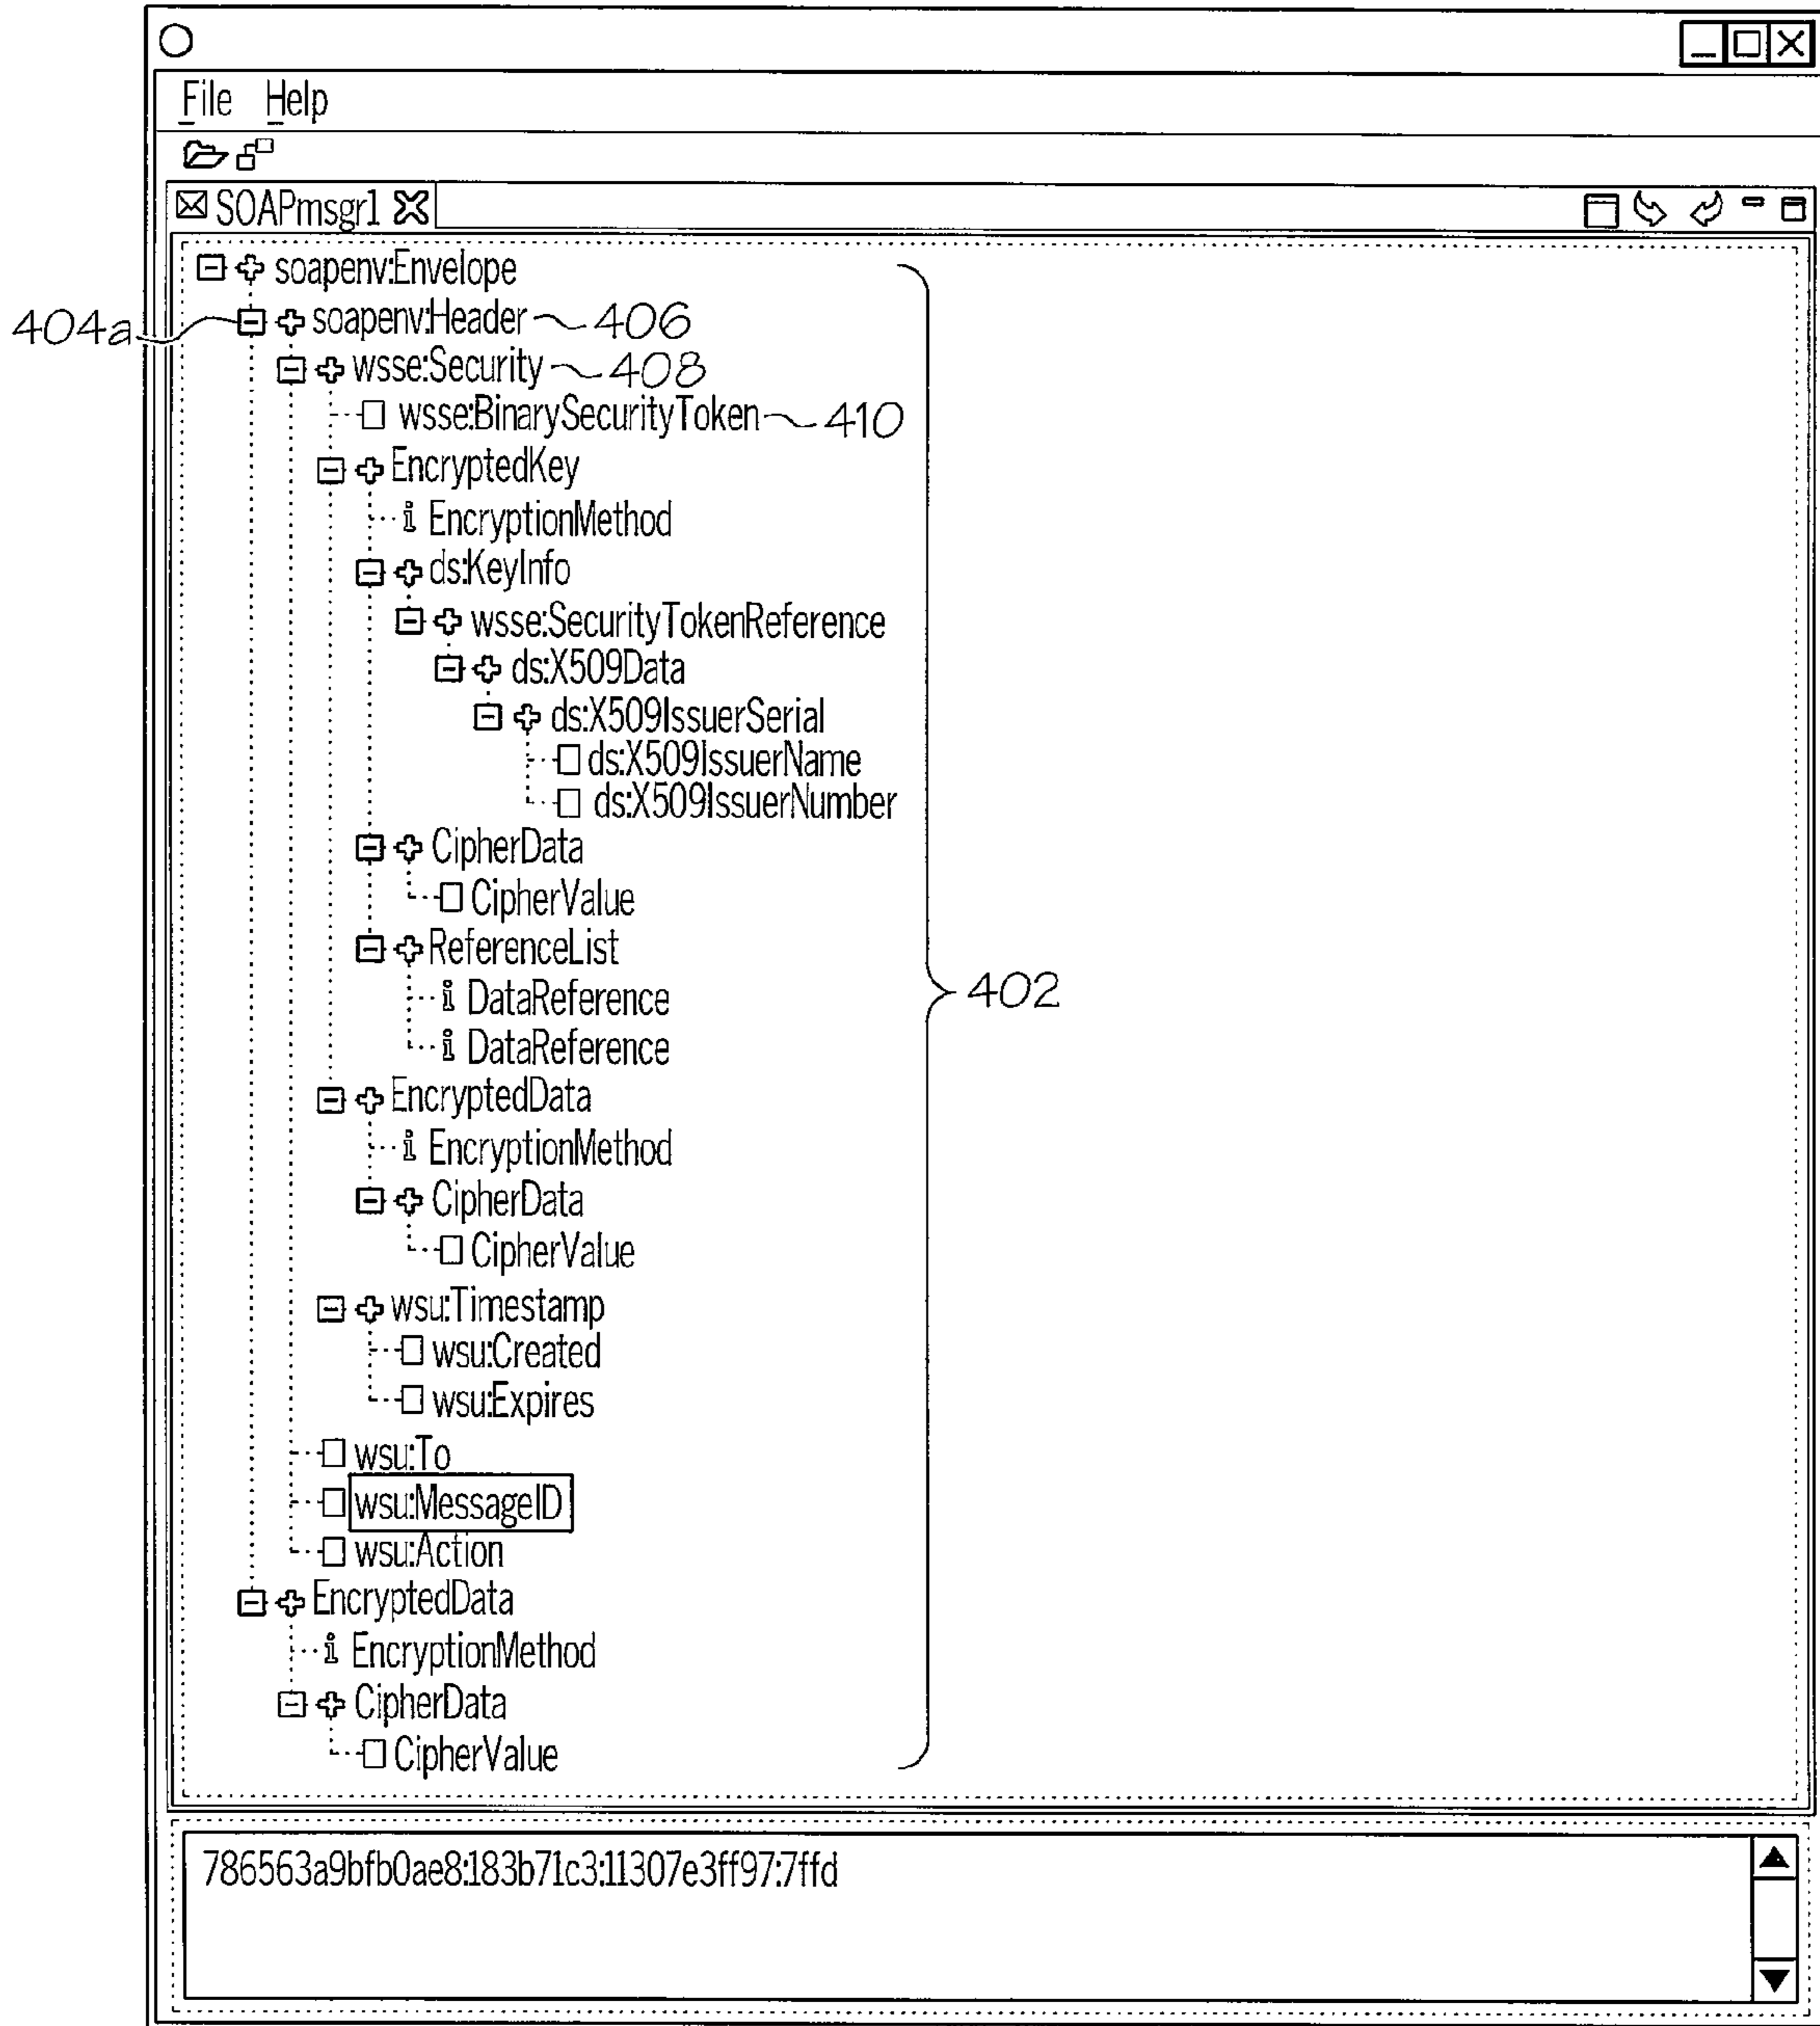 File Help
SOAPmsgr1
soapenv:Envelope
404a soapenv:Header 406
wsse:Security 408
wsse:BinarySecurityToken 410
EncryptedKey
EncryptionMethod
ds:KeyInfo
wsse:SecurityTokenReference
ds:X509Data
ds:X509IssuerSerial
ds:X509IssuerName
ds:X509IssuerNumber
CipherData
CipherValue
ReferenceList
DataReference
402
DataReference
EncryptedData
EncryptionMethod
CipherData
CipherValue
wsu:Timestamp
wsu:Created
wsu:Expires
wsu:To
wsu:MessageID
wsu:Action
EncryptedData
EncryptionMethod
CipherData
CipherValue
786563a9bfb0ae8:183b71c3:11307e3ff97:7ffd